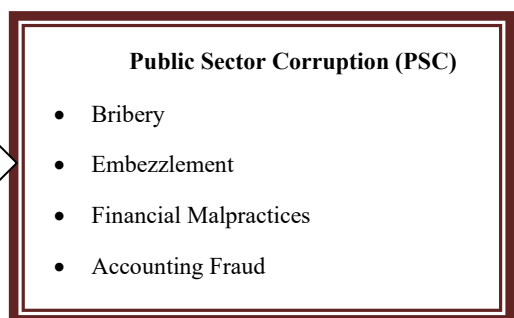 Public Sector Corruption (PSC)
• Bribery
• Embezzlement
• Financial Malpractices
• Accounting Fraud